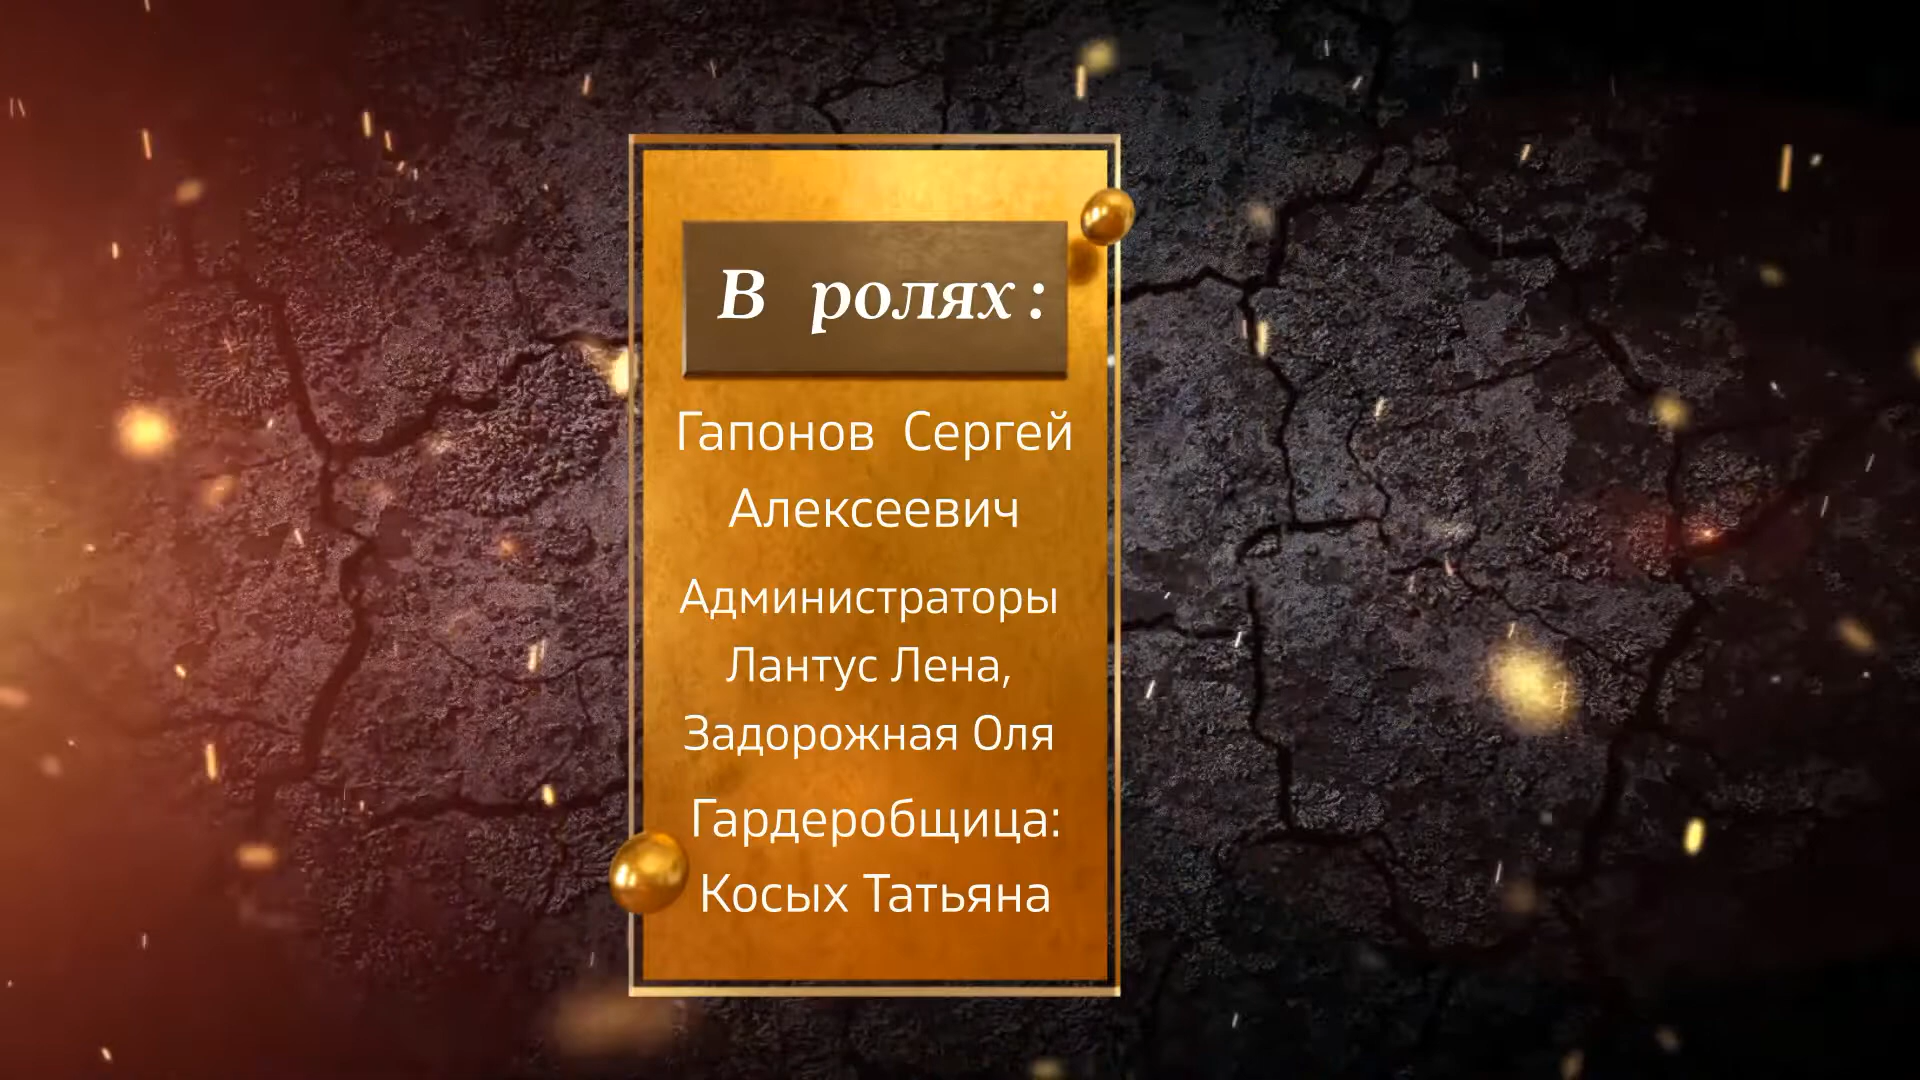 В ролях:
Гапонов Сергей
Алексеевич
Администраторы
Лантус Лена,
Задорожная Оля
Гардеробщица:
Косых Татьяна